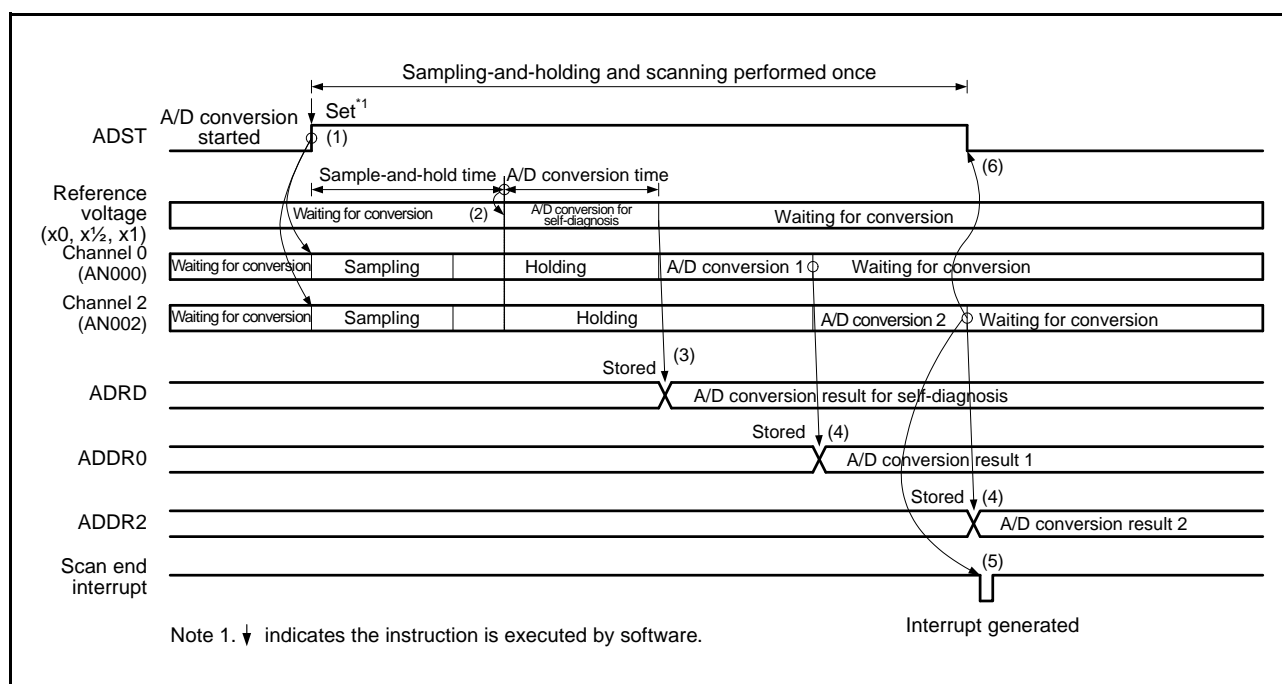 Sampling-and-holding and scanning performed once
A/D conversion
started
Set*1
ADST
(1)
(6)
Sample-and-hold time
A/D conversion time
Reference
voltage
(x0, x½, x1)
Waiting for conversion
(2)
A/D conversion for
self-diagnosis
Waiting for conversion
Channel 0
(AN000)
Waiting for conversion
Sampling
Holding
A/D conversion 1
Waiting for conversion
Channel 2
(AN002)
Waiting for conversion
Sampling
Holding
A/D conversion 2
Waiting for conversion
Stored
(3)
ADRD
A/D conversion result for self-diagnosis
Stored
(4)
ADDR0
A/D conversion result 1
Stored
(4)
ADDR2
A/D conversion result 2
Scan end
interrupt
(5)
Interrupt generated
Note 1. ↓ indicates the instruction is executed by software.